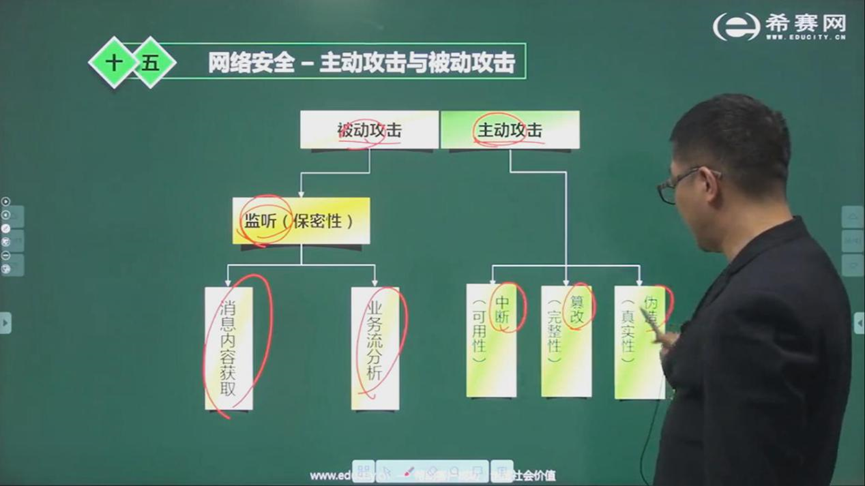 希赛网
WWW.EDUCITY.CN
十五 网络安全 – 主动攻击与被动攻击
被动攻击
主动攻击
监听（保密性）
消息内容获取
业务流分析
中断
（可用性）
篡改
（完整性）
伪造
（真实性）
www.edu
社会价值